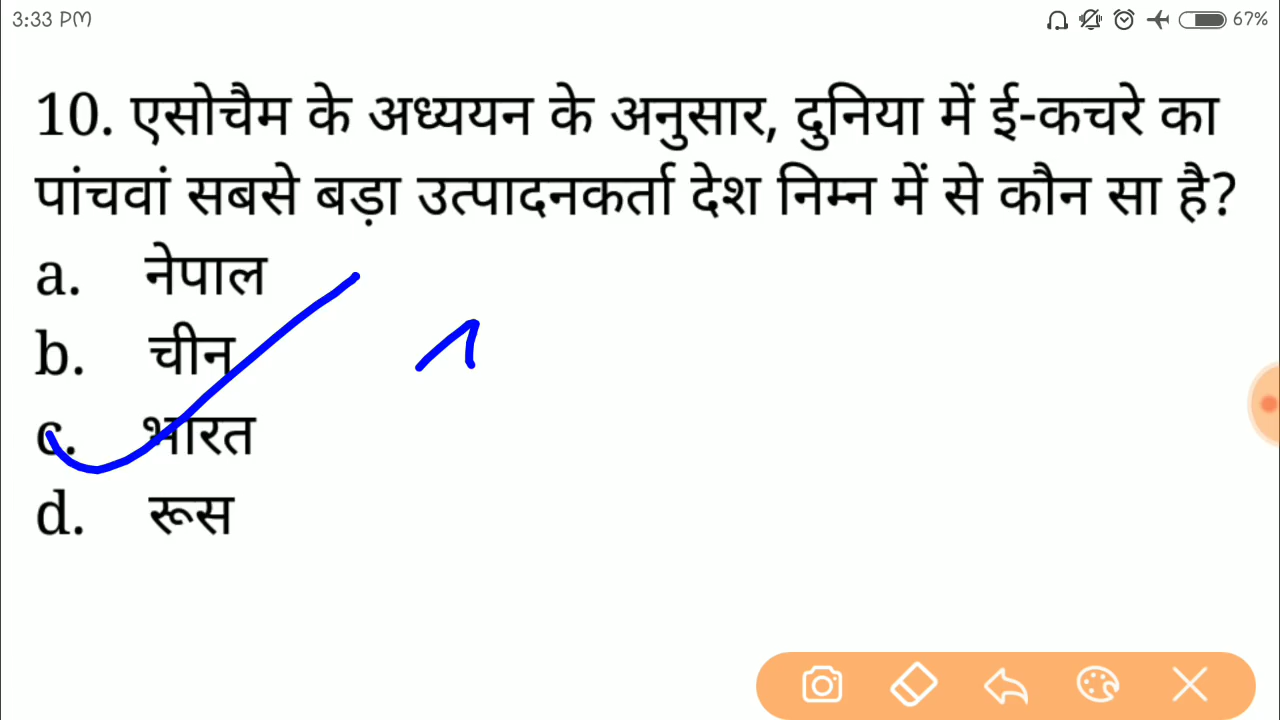 3:33 PM 67%
10. एसोचैम के अध्ययन के अनुसार, दुनिया में ई-कचरे का
पांचवां सबसे बड़ा उत्पादनकर्ता देश निम्न में से कौन सा है?
a. नेपाल
b. चीन
c. भारत
d. रूस